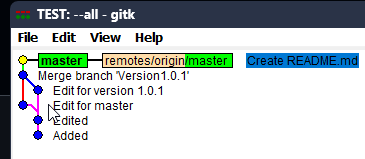 TEST: --all - gitk
File Edit View Help
master remotes/origin/master Create README.md
Merge branch 'Version1.0.1'
Edit for version 1.0.1
Edit for master
Edited
Added